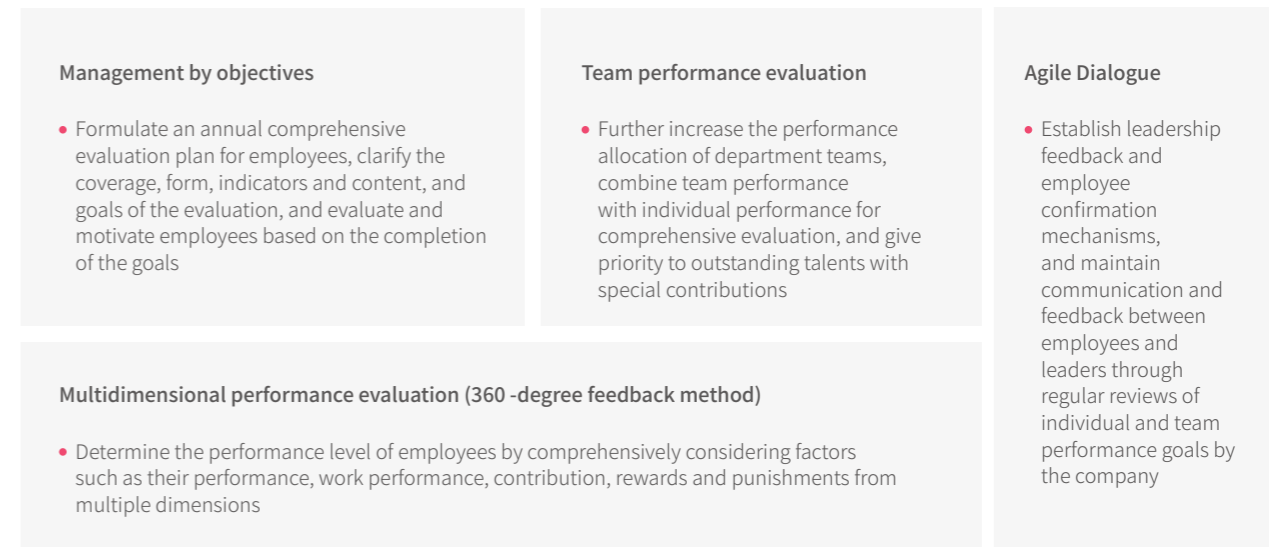 Management by objectives
Formulate an annual comprehensive
evaluation plan for employees, clarify the
coverage, form, indicators and content, and
goals of the evaluation, and evaluate and
motivate employees based on the completion
of the goals
Team performance evaluation
Further increase the performance
allocation of department teams,
combine team performance
with individual performance for
comprehensive evaluation, and give
priority to outstanding talents with
special contributions
Agile Dialogue
Establish leadership
feedback and
employee
confirmation
mechanisms,
and maintain
communication and
feedback between
employees and
leaders through
regular reviews of
individual and team
performance goals by
the company
Multidimensional performance evaluation (360 -degree feedback method)
Determine the performance level of employees by comprehensively considering factors
such as their performance, work performance, contribution, rewards and punishments from
multiple dimensions